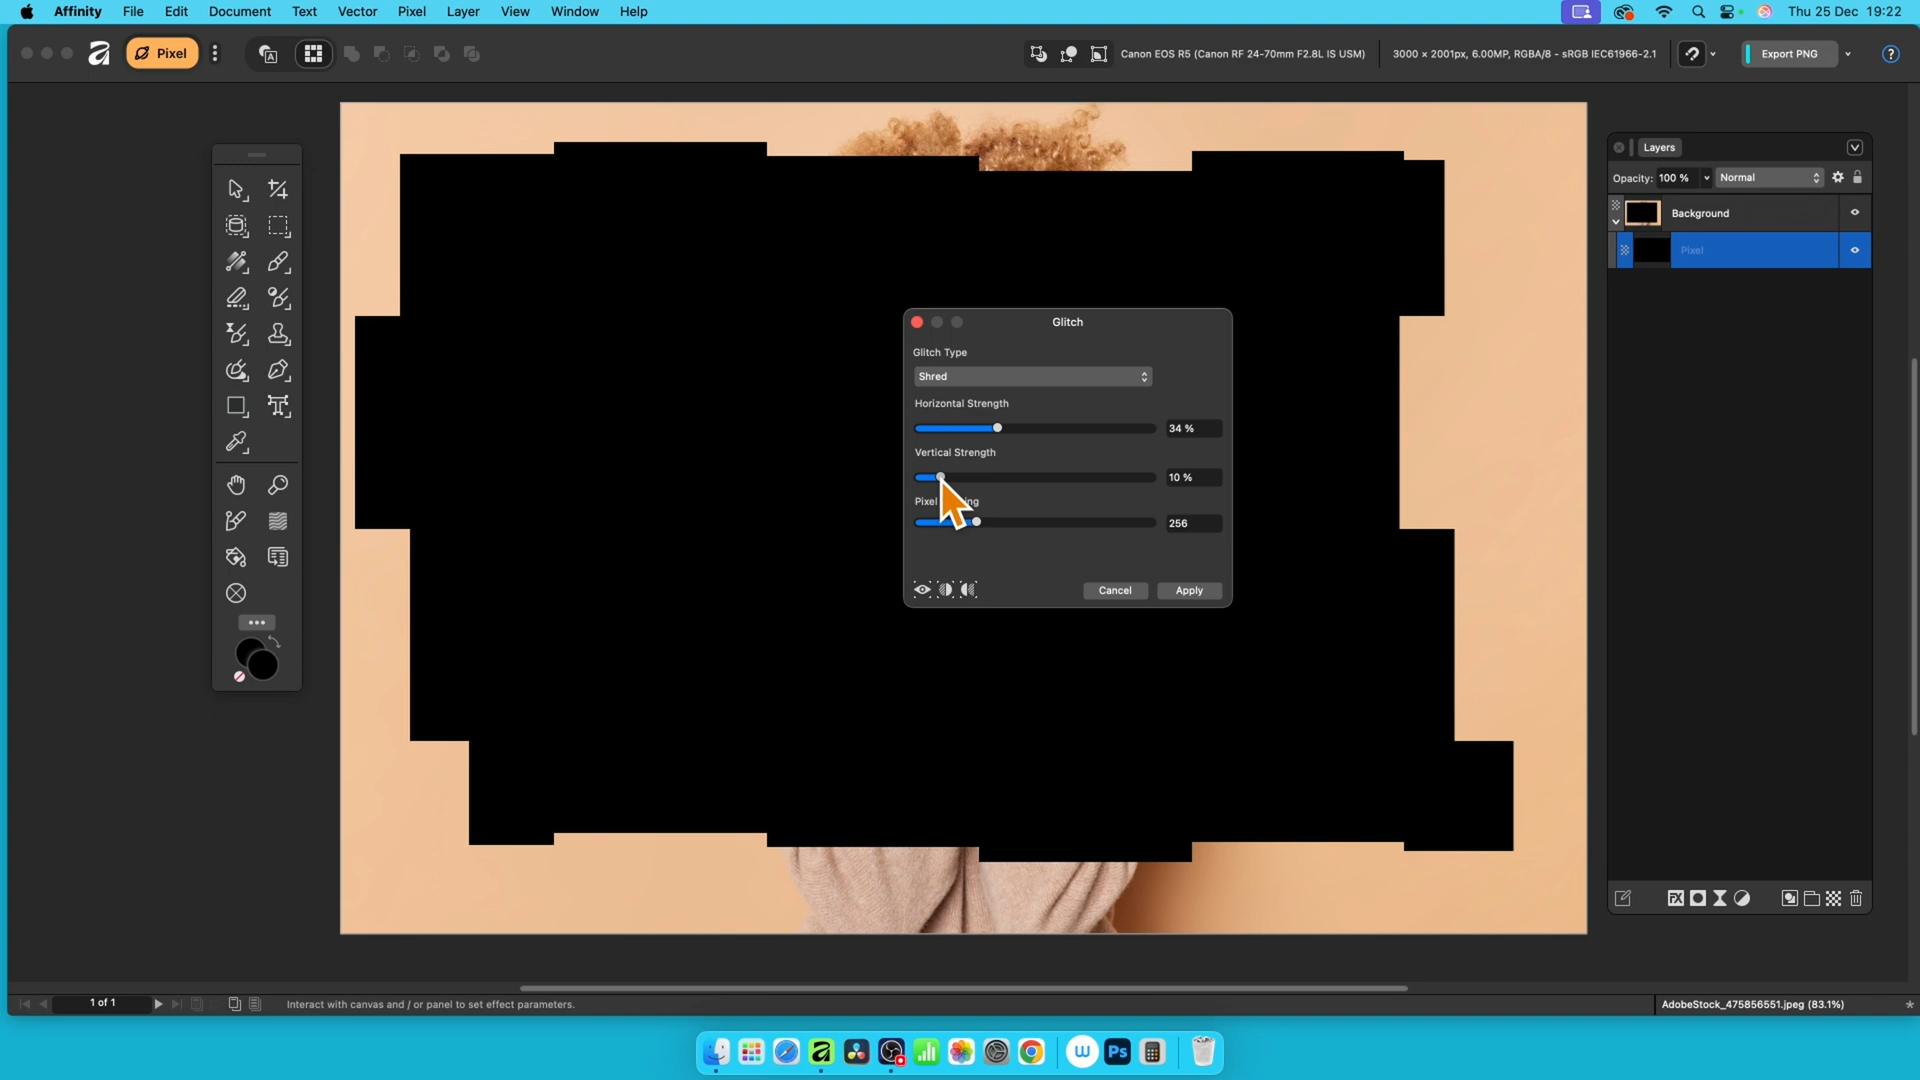 Affinity File Edit Document Text Vector Pixel Layer View Window Help Thu 25 Dec 19:22
Pixel Canon EOS R5 (Canon RF 24-70mm F2.8L IS USM) 3000 × 2001px, 6.00MP, RGBA/8 - sRGB IEC61966-2.1 Export PNG ?
Layers
Opacity: 100 % Normal
Background
Pixel
Glitch
Glitch Type
Shred
Horizontal Strength
34 %
Vertical Strength
10 %
Pixel
256
Cancel Apply
FX
1 of 1 Interact with canvas and / or panel to set effect parameters. AdobeStock_475856551.jpeg (83.1%) *
W Ps